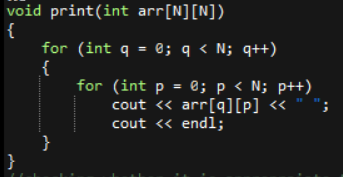 void print(int arr[N][N])
{
    for (int q = 0; q < N; q++)
    {
        for (int p = 0; p < N; p++)
            cout << arr[q][p] << " ";
            cout << endl;
    }
}